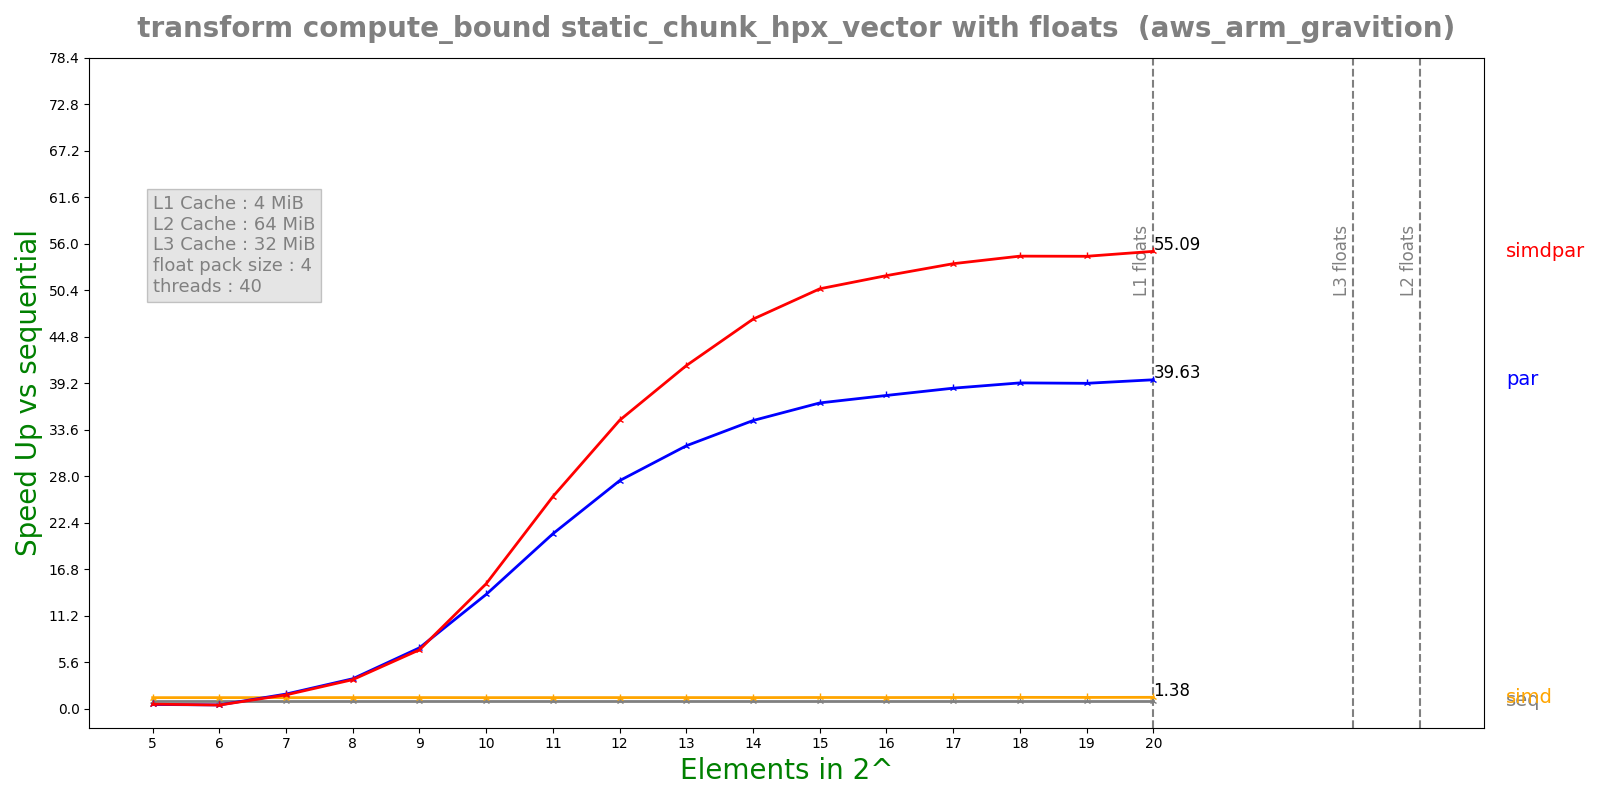 transform compute_bound static_chunk_hpx_vector with floats  (aws_arm_gravition)
Speed Up vs sequential
78.4
72.8
67.2
61.6
56.0
50.4
44.8
39.2
33.6
28.0
22.4
16.8
11.2
5.6
0.0
L1 Cache : 4 MiB
L2 Cache : 64 MiB
L3 Cache : 32 MiB
float pack size : 4
threads : 40
L1 floats
L3 floats
L2 floats
55.09
39.63
1.38
simdpar
par
simd
seq
5 6 7 8 9 10 11 12 13 14 15 16 17 18 19 20
Elements in 2^